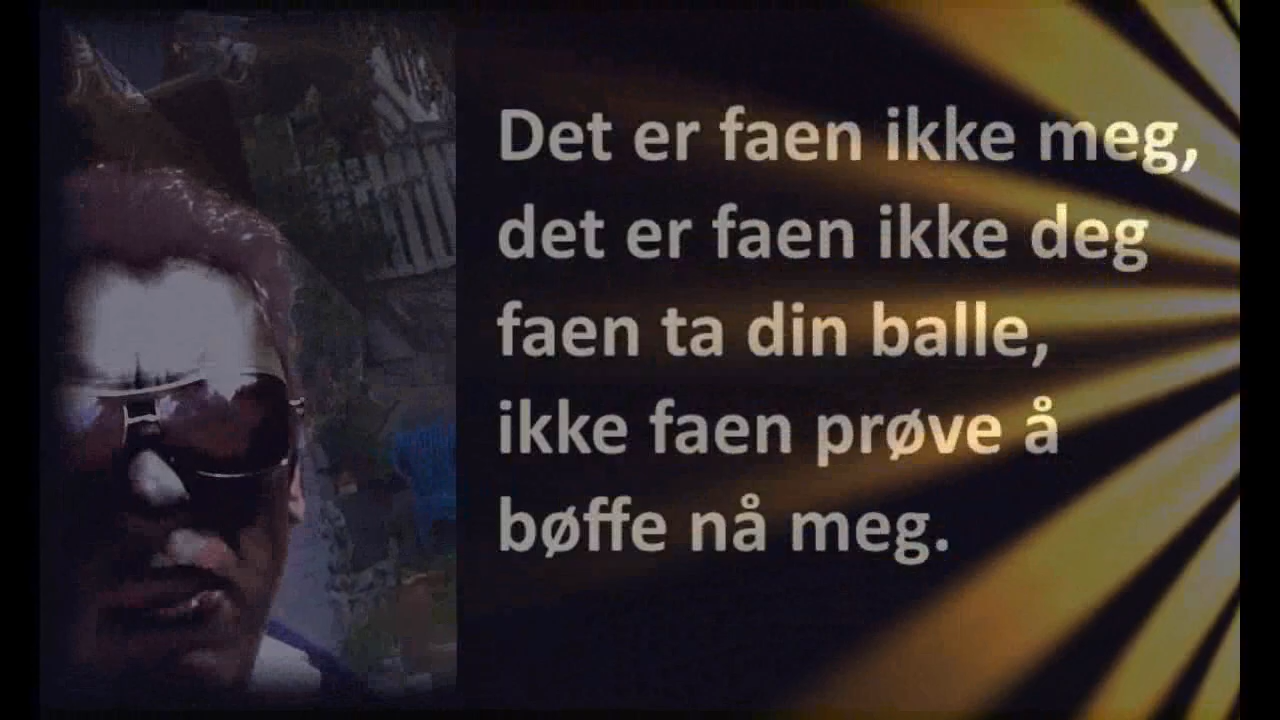 Det er faen ikke meg,
det er faen ikke deg
faen ta din balle,
ikke faen prøve å
bøffe nå meg.